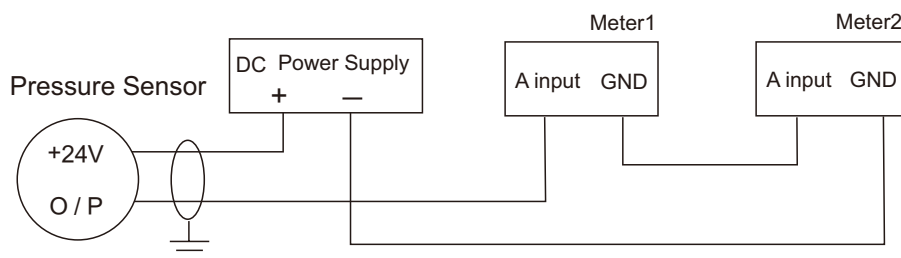 Meter1
Meter2
DC Power Supply
+ —
A input GND
A input GND
Pressure Sensor
+24V
O / P